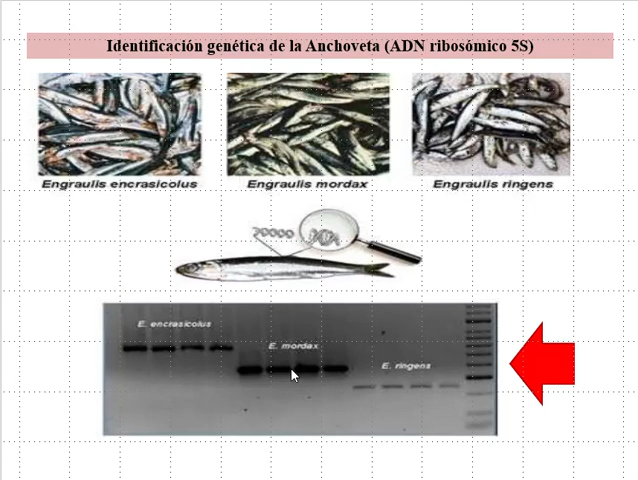 Identificación genética de la Anchoveta (ADN ribosómico 5S)
Engraulis encrasicolus
Engraulis mordax
Engraulis ringens
E. encrasicolus
E. mordax
E. ringens